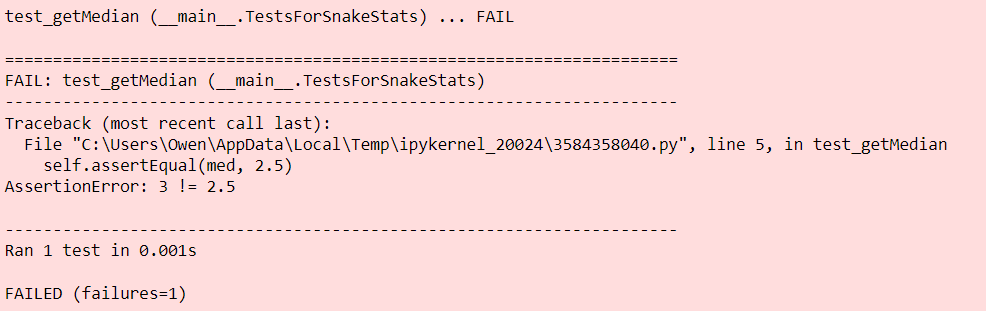 test_getMedian (__main__.TestsForSnakeStats) ... FAIL
======================================================================
FAIL: test_getMedian (__main__.TestsForSnakeStats)
----------------------------------------------------------------------
Traceback (most recent call last):
  File "C:\Users\Owen\AppData\Local\Temp\ipykernel_20024\3584358040.py", line 5, in test_getMedian
    self.assertEqual(med, 2.5)
AssertionError: 3 != 2.5
----------------------------------------------------------------------
Ran 1 test in 0.001s
FAILED (failures=1)